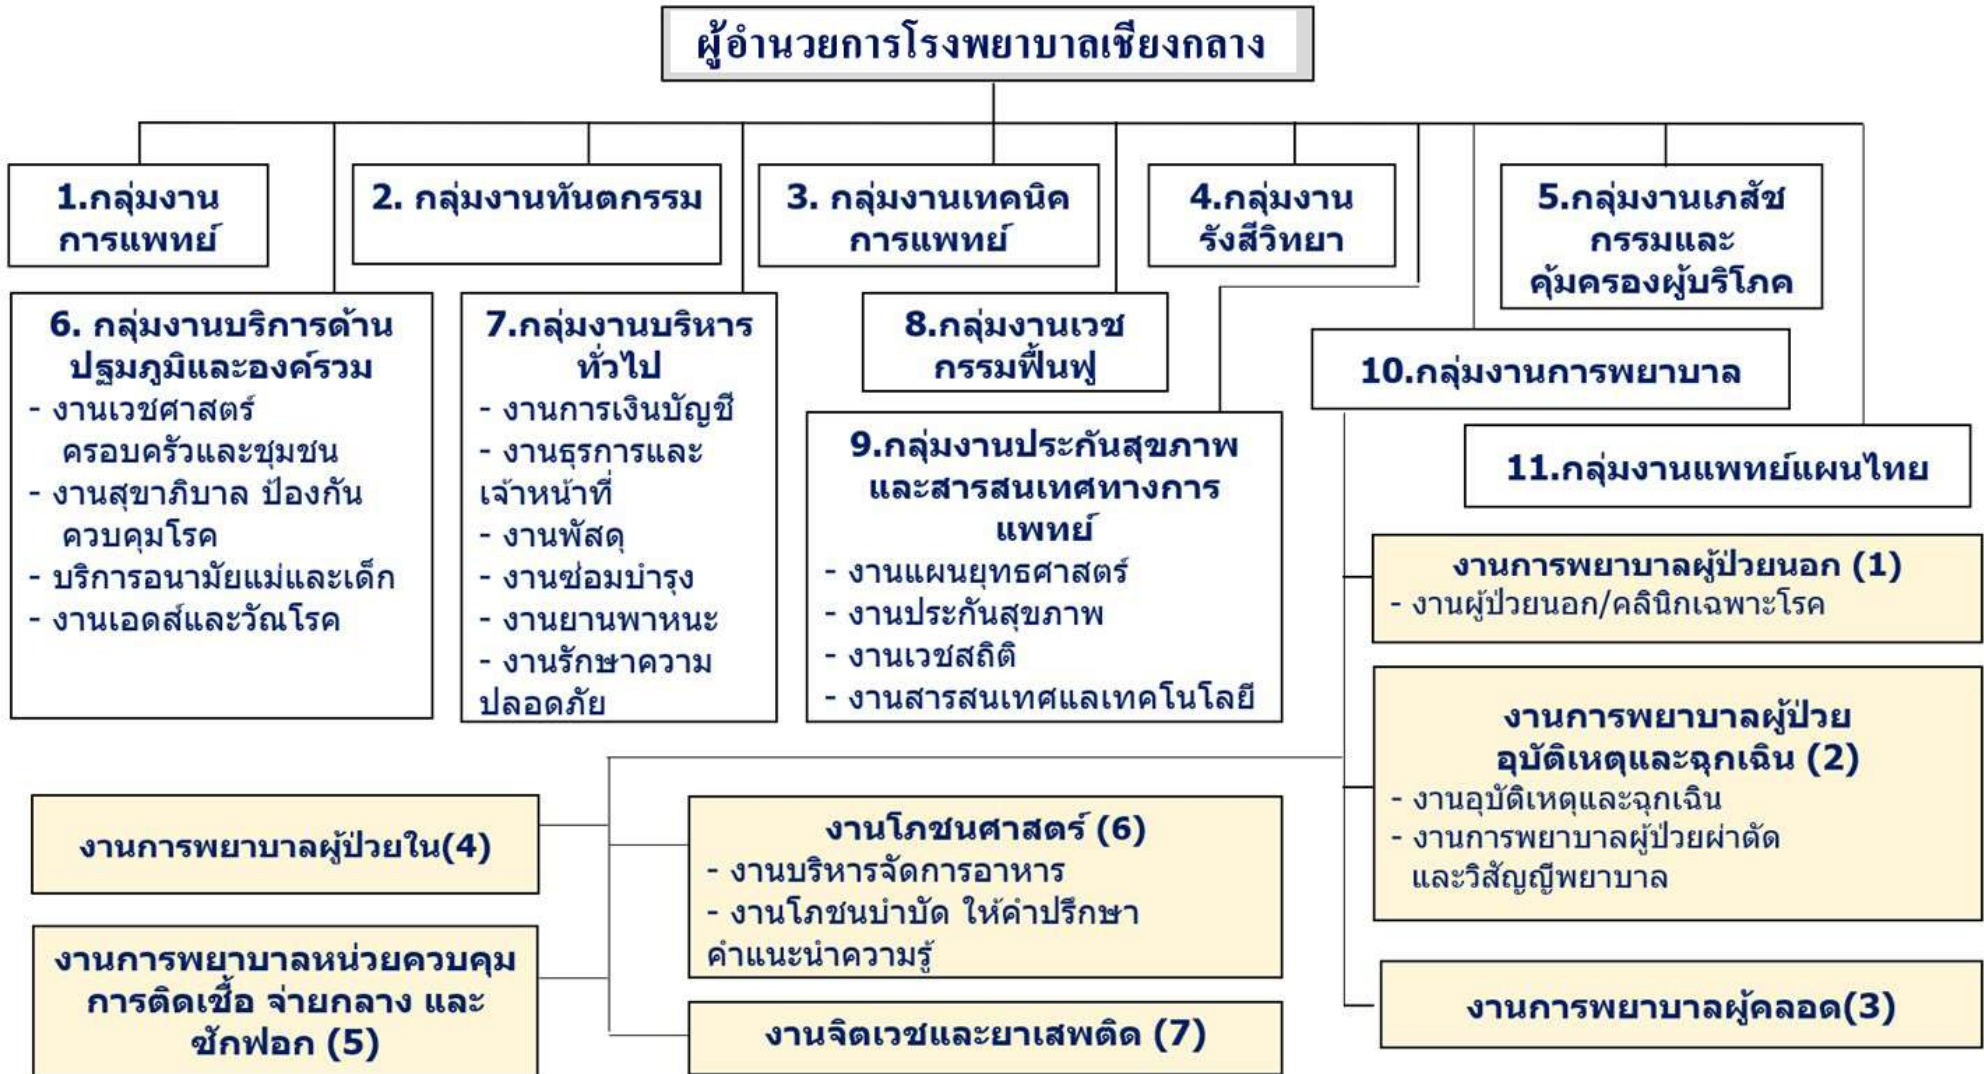 ผู้อำนวยการโรงพยาบาลเชียงกลาง
1.กลุ่มงาน
การแพทย์
2. กลุ่มงานทันตกรรม
3. กลุ่มงานเทคนิค
การแพทย์
4.กลุ่มงาน
รังสีวิทยา
5.กลุ่มงานเภสัช
กรรมและ
คุ้มครองผู้บริโภค
6. กลุ่มงานบริการด้าน
ปฐมภูมิและองค์รวม
- งานเวชศาสตร์
ครอบครัวและชุมชน
- งานสุขาภิบาล ป้องกัน
ควบคุมโรค
- บริการอนามัยแม่และเด็ก
- งานเอดส์และวัณโรค
7.กลุ่มงานบริหาร
ทั่วไป
- งานการเงินบัญชี
- งานธุรการและ
เจ้าหน้าที่
- งานพัสดุ
- งานซ่อมบำรุง
- งานยานพาหนะ
- งานรักษาความ
ปลอดภัย
8.กลุ่มงานเวช
กรรมฟื้นฟู
9.กลุ่มงานประกันสุขภาพ
และสารสนเทศทางการ
แพทย์
- งานแผนยุทธศาสตร์
- งานประกันสุขภาพ
- งานเวชสถิติ
- งานสารสนเทศแลเทคโนโลยี
10.กลุ่มงานการพยาบาล
11.กลุ่มงานแพทย์แผนไทย
งานการพยาบาลผู้ป่วยนอก (1)
- งานผู้ป่วยนอก/คลินิกเฉพาะโรค
งานการพยาบาลผู้ป่วย
อุบัติเหตุและฉุกเฉิน (2)
- งานอุบัติเหตุและฉุกเฉิน
- งานการพยาบาลผู้ป่วยผ่าตัด
และวิสัญญีพยาบาล
งานการพยาบาลผู้คลอด(3)
งานการพยาบาลผู้ป่วยใน(4)
งานการพยาบาลหน่วยควบคุม
การติดเชื้อ จ่ายกลาง และ
ซักฟอก (5)
งานโภชนศาสตร์ (6)
- งานบริหารจัดการอาหาร
- งานโภชนบำบัด ให้คำปรึกษา
คำแนะนำความรู้
งานจิตเวชและยาเสพติด (7)